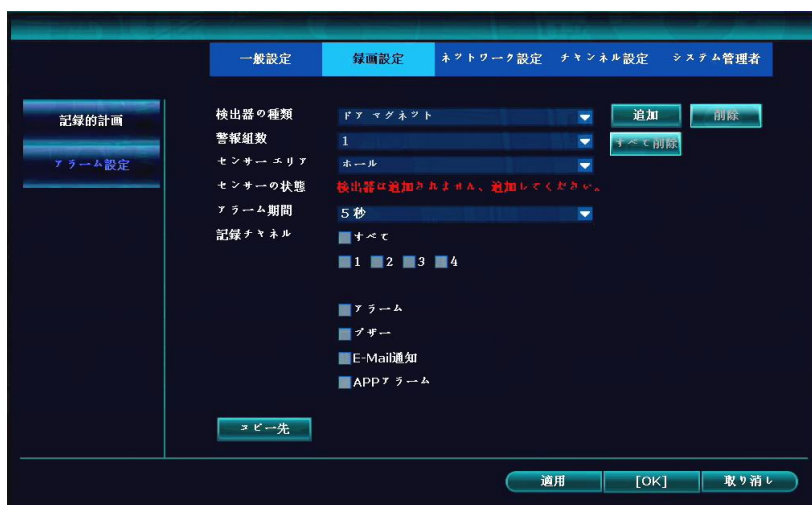 一般設定 録画設定 ネットワーク設定 チャンネル設定 システム管理者
記録的計画
アラーム設定
検出器の種類 ドア マグネット 追加 削除
警報組数 1 すべて削除
センサー エリア ホール
センサーの状態 検出器は追加されません、追加してください。
アラーム期間 5 秒
記録チャネル すべて
1 2 3 4
アラーム
ブザー
E-Mail通知
APPアラーム
コピー先
適用 [OK] 取り消し